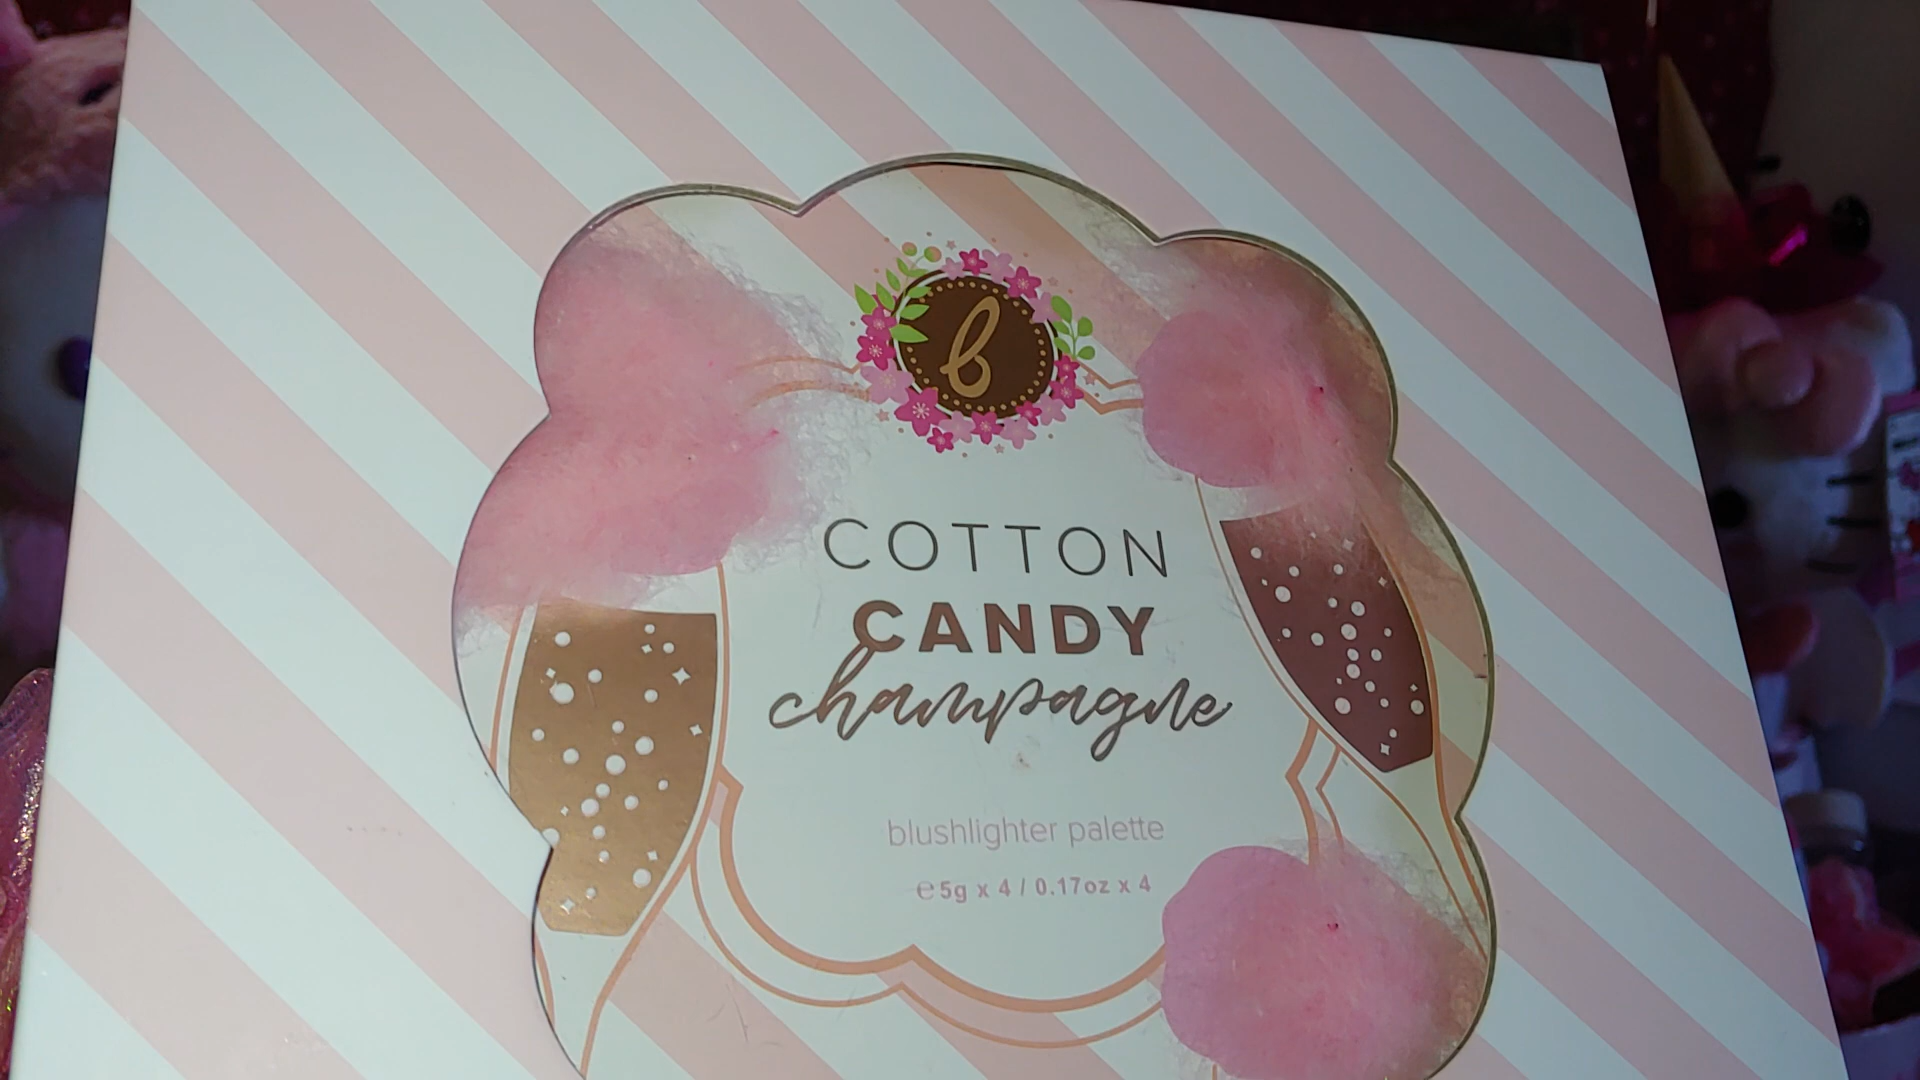 b
COTTON
CANDY
champagne
blushlighter palette
℮5g x 4 / 0.17oz x 4